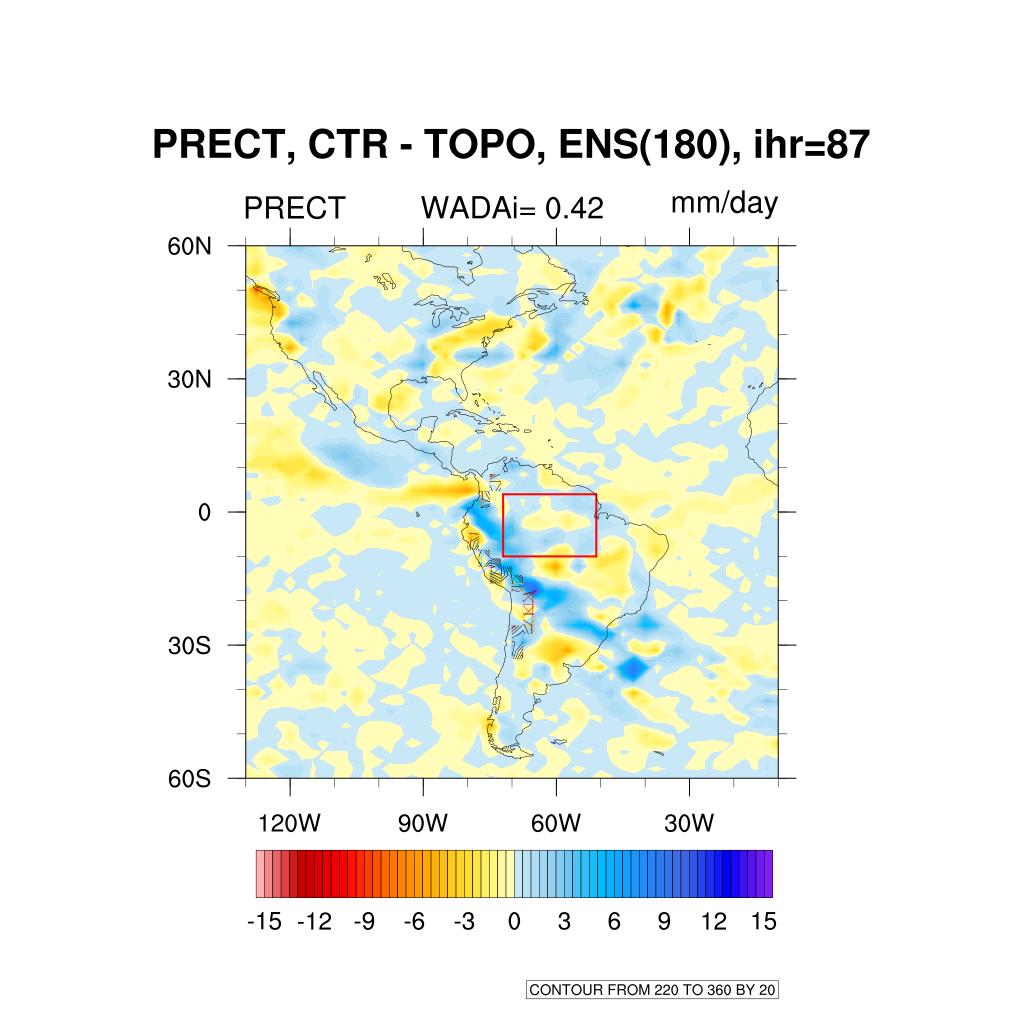 PRECT, CTR - TOPO, ENS(180), ihr=87
PRECT WADAi= 0.42 mm/day
60N
30N
0
30S
60S
120W 90W 60W 30W
-15 -12 -9 -6 -3 0 3 6 9 12 15
CONTOUR FROM 220 TO 360 BY 20